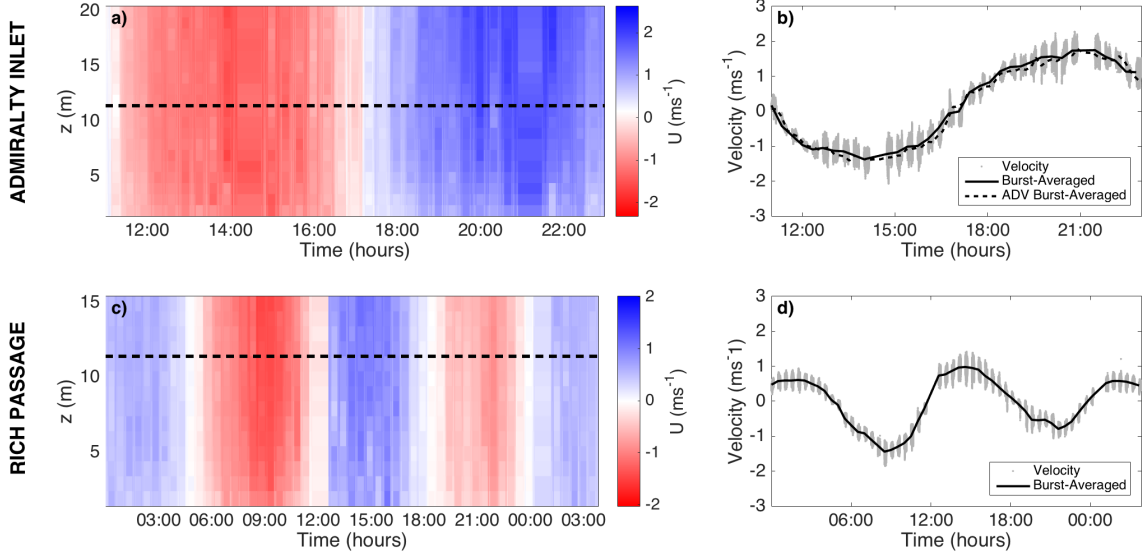 ADMIRALTY INLET
a)
20
15
10
5
z (m)
12:00 14:00 16:00 18:00 20:00 22:00
Time (hours)
2
1
0
-1
-2
U (ms-1)
b)
3
2
1
0
-1
-2
-3
Velocity (ms-1)
Velocity
Burst-Averaged
ADV Burst-Averaged
12:00 15:00 18:00 21:00
Time (hours)
RICH PASSAGE
c)
15
10
5
z (m)
03:00 06:00 09:00 12:00 15:00 18:00 21:00 00:00 03:00
Time (hours)
2
1
0
-1
-2
U (ms-1)
d)
3
2
1
0
-1
-2
-3
Velocity (ms-1)
Velocity
Burst-Averaged
06:00 12:00 18:00 00:00
Time (hours)